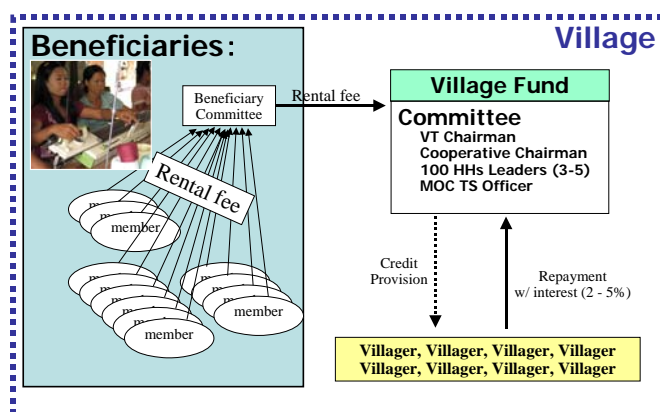 Beneficiaries:
Village
Beneficiary
Committee
Rental fee
Rental fee
Village Fund
Committee
VT Chairman
Cooperative Chairman
100 HHs Leaders (3-5)
MOC TS Officer
member
member
member
Credit
Provision
Repayment
w/ interest (2 - 5%)
Villager, Villager, Villager, Villager
Villager, Villager, Villager, Villager